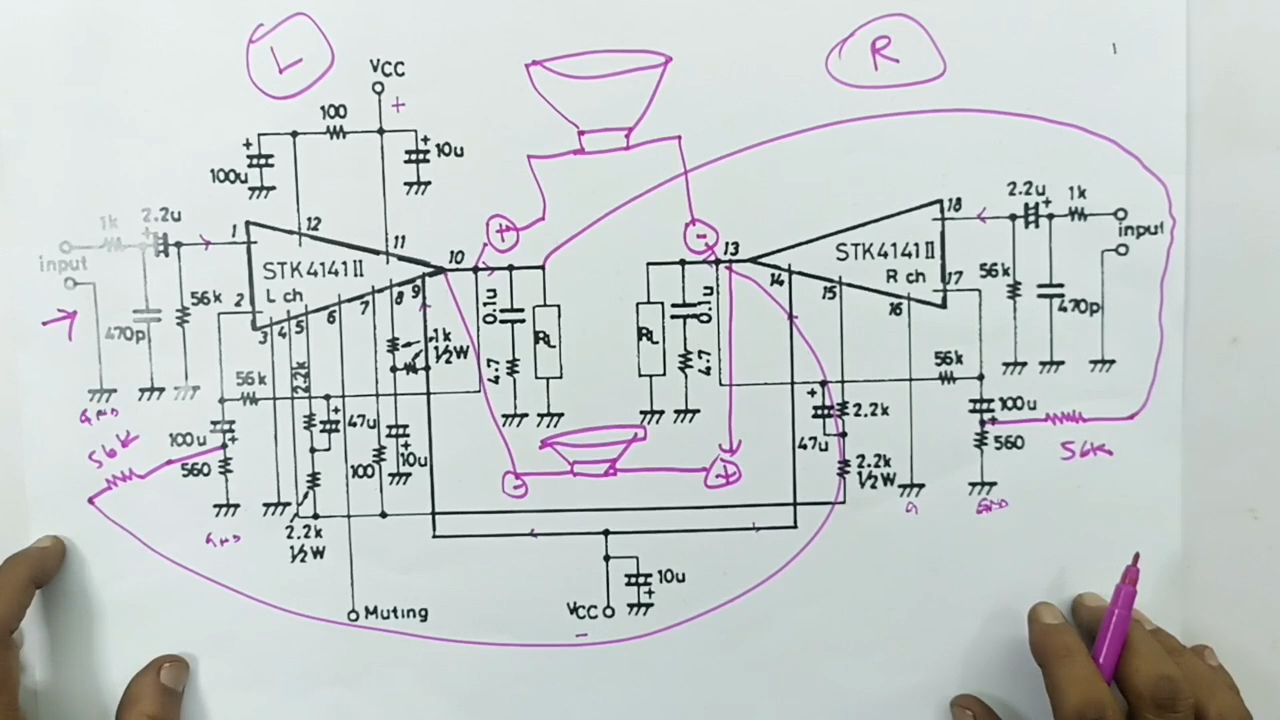 L
R
VCC
+
100
+
100u
+
10u
1k
2.2u
+
input
470p
56k
1
2
3
4
5
6
7
8
9
10
11
12
STK4141II
L ch
+
-
0.1u
4.7
RL
RL
0.1u
4.7
13
14
15
16
17
18
STK4141II
R ch
2.2u
+
1k
input
56k
470p
GND
56k
100u
+
560
56K
GND
2.2k
+
47u
1k
½W
100
+
10u
2.2k
½W
-
+
56k
+
47u
2.2k
2.2k
½W
100u
+
560
56K
G
GND
Muting
VCC
-
10u
+